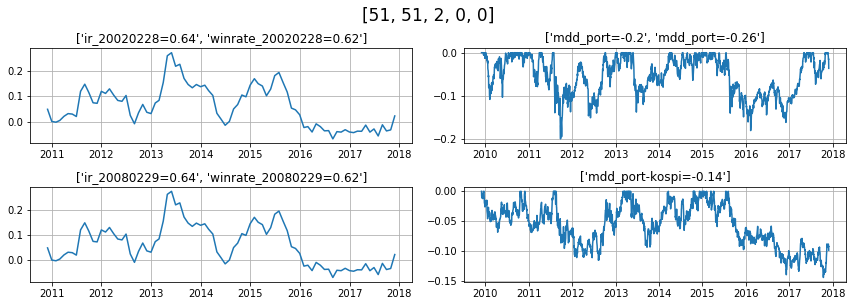 [51, 51, 2, 0, 0]
['ir_20020228=0.64', 'winrate_20020228=0.62']
0.2
0.1
0.0
2011 2012 2013 2014 2015 2016 2017 2018
['mdd_port=-0.2', 'mdd_port=-0.26']
0.0
−0.1
−0.2
2010 2011 2012 2013 2014 2015 2016 2017 2018
['ir_20080229=0.64', 'winrate_20080229=0.62']
0.2
0.1
0.0
2011 2012 2013 2014 2015 2016 2017 2018
['mdd_port-kospi=-0.14']
0.00
−0.05
−0.10
−0.15
2010 2011 2012 2013 2014 2015 2016 2017 2018